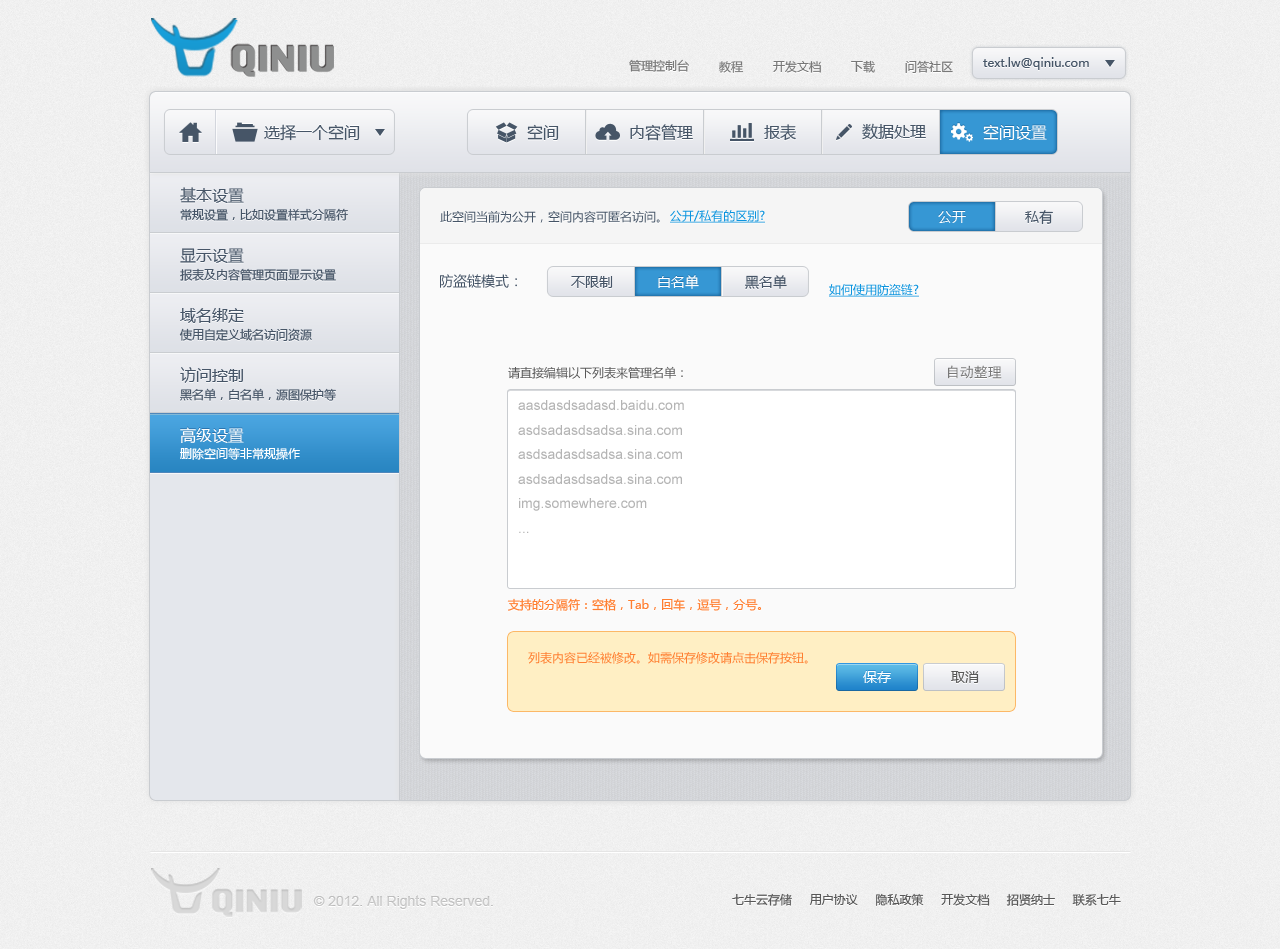 QINIU
管理控制台 教程 开发文档 下载 问答社区 text.lw@qiniu.com
选择一个空间 空间 内容管理 报表 数据处理 空间设置
基本设置
常规设置，比如设置样式分隔符
显示设置
报表及内容管理页面显示设置
域名绑定
使用自定义域名访问资源
访问控制
黑名单，白名单，源图保护等
高级设置
删除空间等非常规操作
此空间当前为公开，空间内容可匿名访问。公开/私有的区别? 公开 私有
防盗链模式： 不限制 白名单 黑名单 如何使用防盗链?
请直接编辑以下列表来管理名单： 自动整理
aasdasdsadasd.baidu.com
asdsadasdsadsa.sina.com
asdsadasdsadsa.sina.com
asdsadasdsadsa.sina.com
img.somewhere.com
...
支持的分隔符：空格，Tab，回车，逗号，分号。
列表内容已经被修改。如需保存修改请点击保存按钮。
保存 取消
QINIU © 2012. All Rights Reserved. 七牛云存储 用户协议 隐私政策 开发文档 招贤纳士 联系七牛